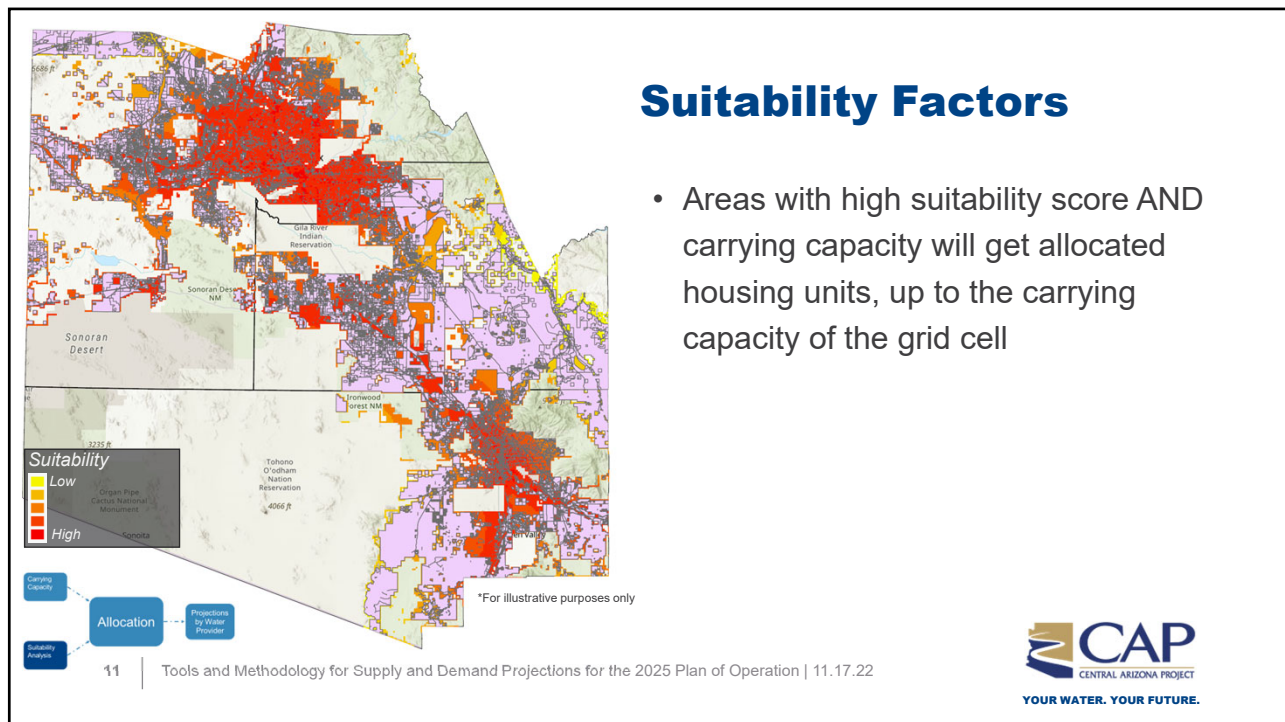 Suitability Factors
• Areas with high suitability score AND
carrying capacity will get allocated
housing units, up to the carrying
capacity of the grid cell
5686 ft
Gila River
Indian
Reservation
Sonoran Desert
NM
Sonoran
Desert
Ironwood
Forest NM
3235 ft
Tohono
O'odham
Nation
Reservation
4066 ft
Organ Pipe
Cactus National
Monument
Sonoita
Suitability
Low
High
*For illustrative purposes only
Carrying
Capacity
Allocation
Projections
by Water
Provider
Suitability
Analysis
11 Tools and Methodology for Supply and Demand Projections for the 2025 Plan of Operation | 11.17.22
CAP
CENTRAL ARIZONA PROJECT
YOUR WATER. YOUR FUTURE.